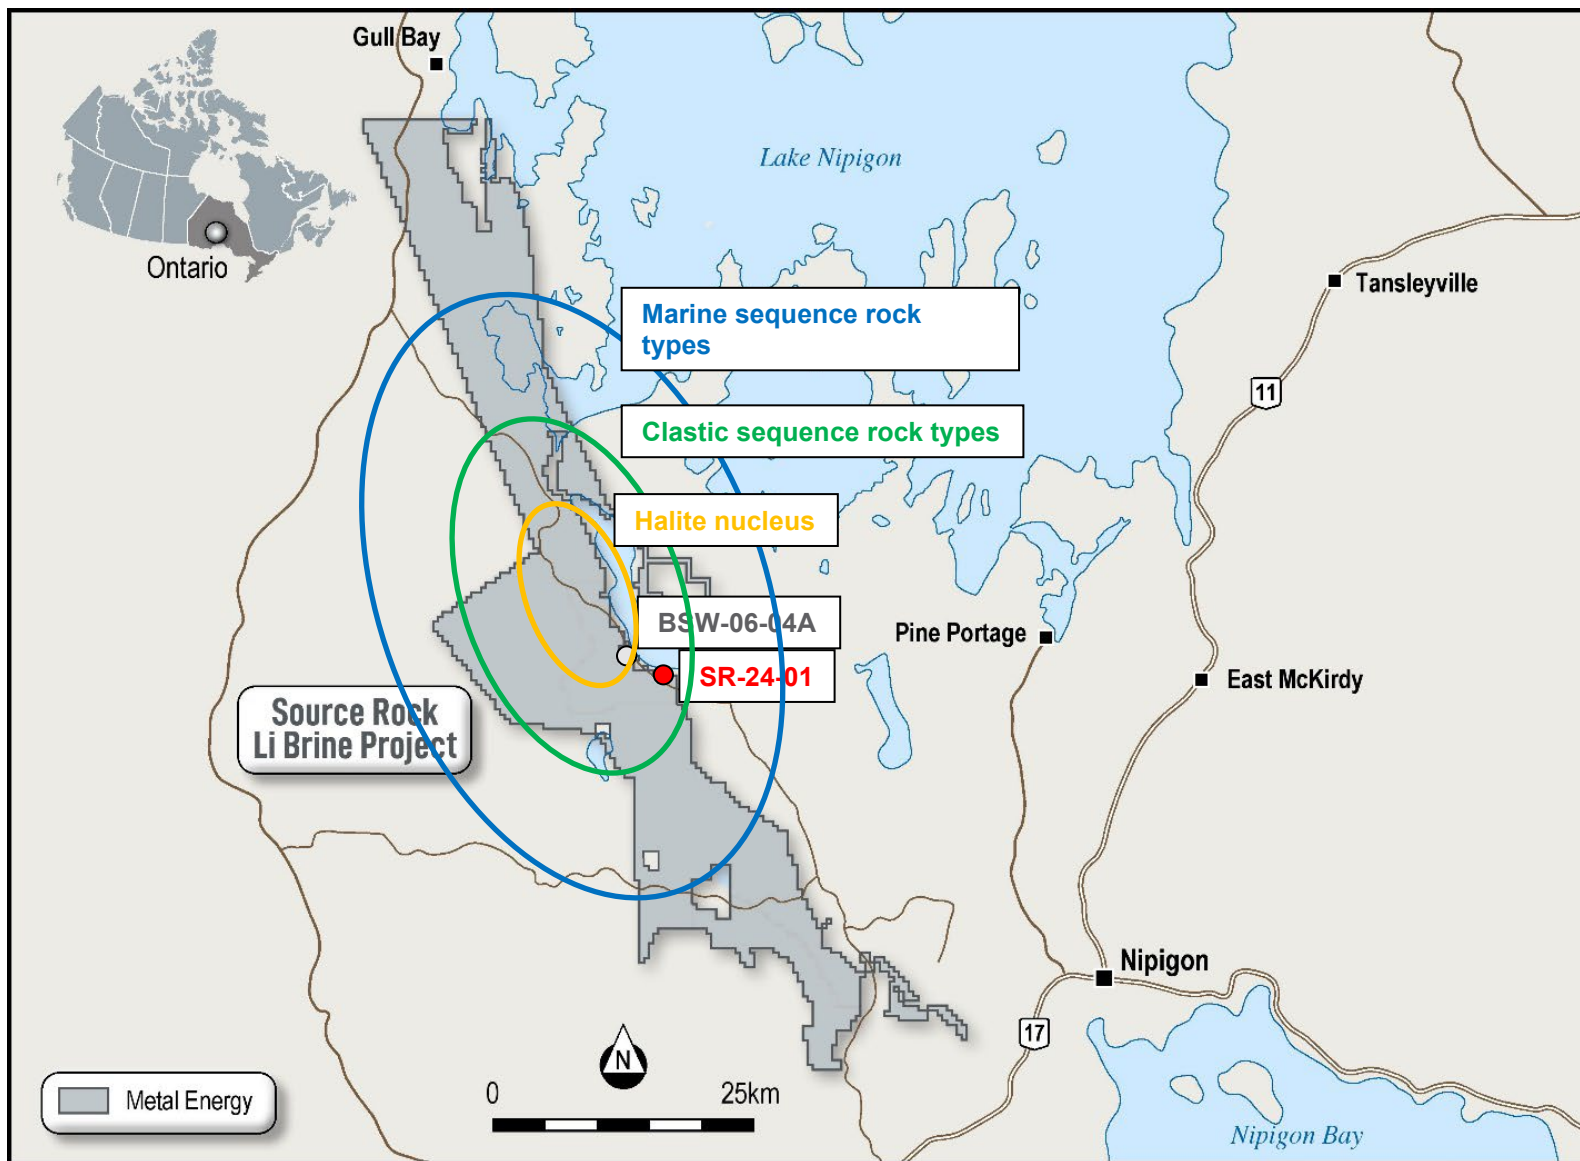 Gull Bay
Lake Nipigon
Ontario
Tansleyville
Marine sequence rock
types
11
Clastic sequence rock types
Halite nucleus
BSW-06-04A
Pine Portage
SR-24-01
East McKirdy
Source Rock
Li Brine Project
Nipigon
17
N
0 25km
Metal Energy
Nipigon Bay